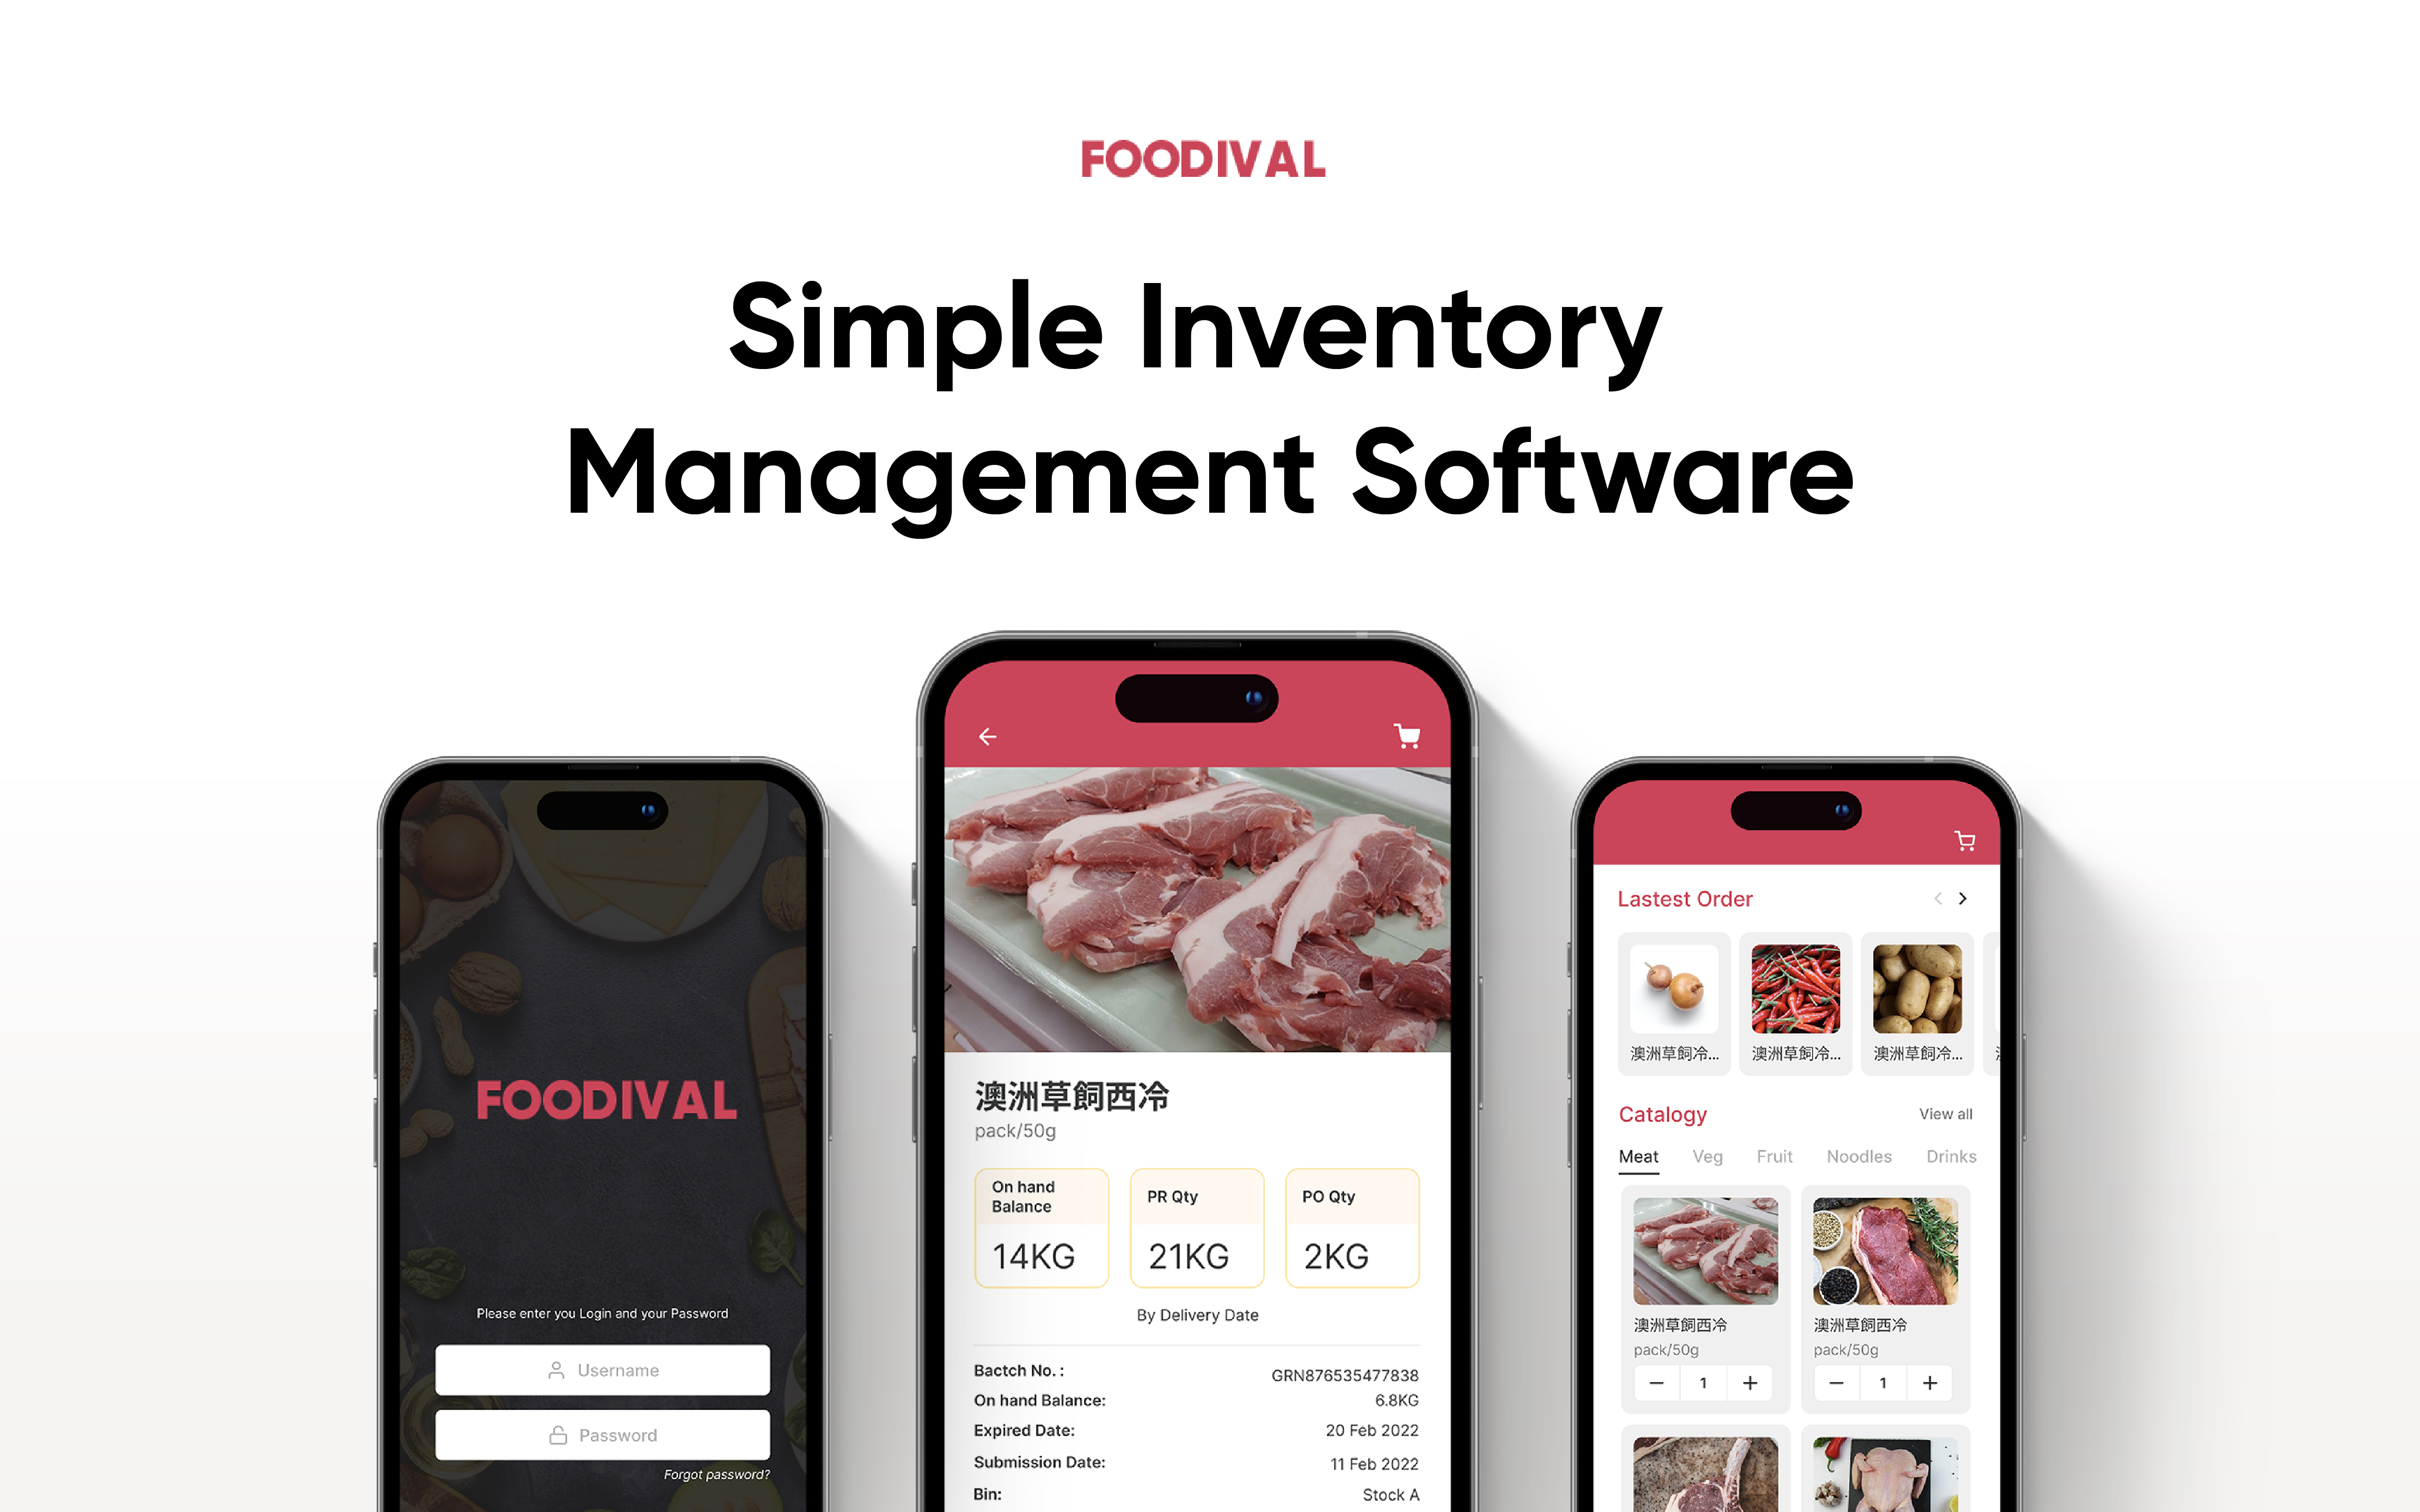 FOODIVAL
Simple Inventory
Management Software
FOODIVAL
Please enter you Login and your Password
Username
Password
Forgot password?
澳洲草飼西冷
pack/50g
On hand
Balance
14KG
PR Qty
21KG
PO Qty
2KG
By Delivery Date
Bactch No. : GRN876535477838
On hand Balance: 6.8KG
Expired Date: 20 Feb 2022
Submission Date: 11 Feb 2022
Bin: Stock A
Lastest Order
澳洲草飼冷... 澳洲草飼冷... 澳洲草飼冷...
Catalogy View all
Meat Veg Fruit Noodles Drinks
澳洲草飼西冷 澳洲草飼西冷
pack/50g pack/50g
1 1